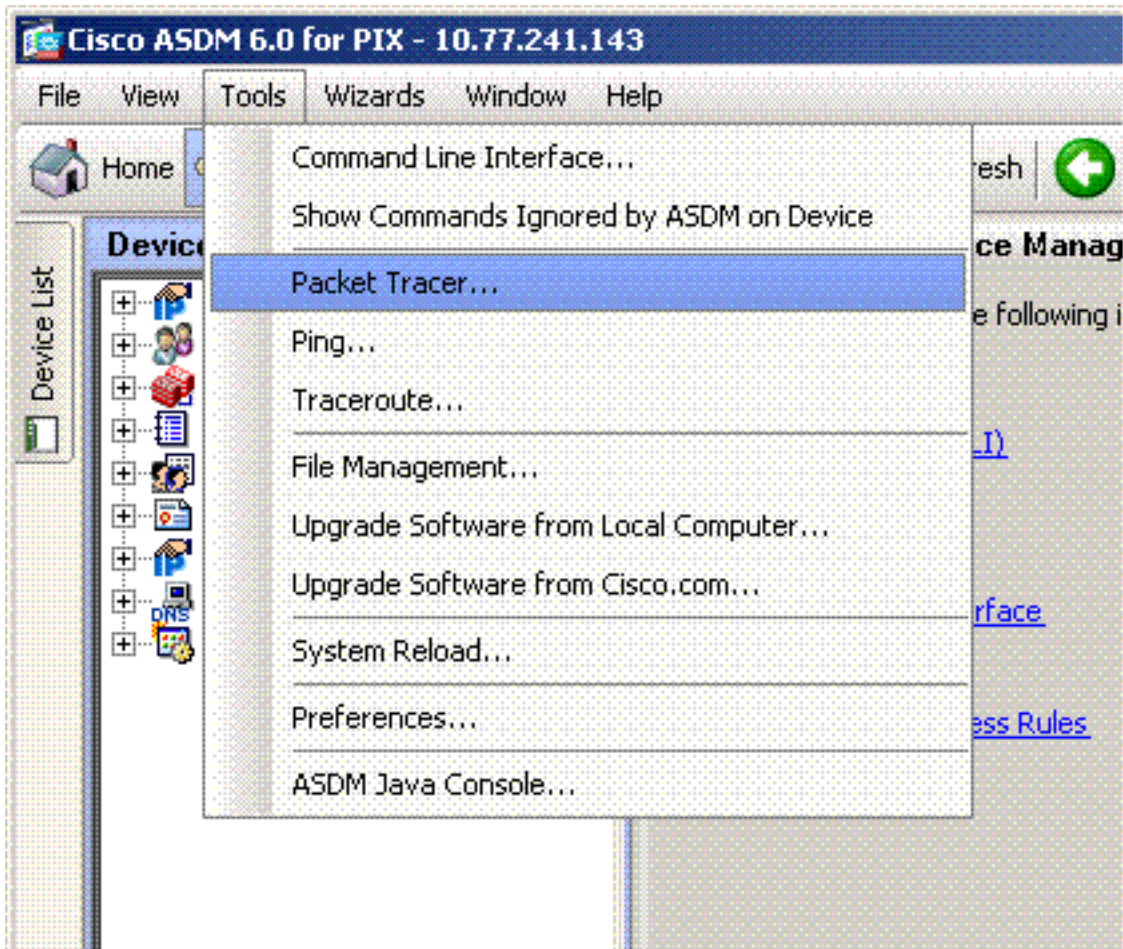 Cisco ASDM 6.0 for PIX - 10.77.241.143
File View Tools Wizards Window Help
Home
Command Line Interface...
Show Commands Ignored by ASDM on Device
Packet Tracer...
Ping...
Traceroute...
File Management...
Upgrade Software from Local Computer...
Upgrade Software from Cisco.com...
System Reload...
Preferences...
ASDM Java Console...
Device List
IP
IP
DNS
resh
ce Manag
e following i
LI)
rface
ess Rules